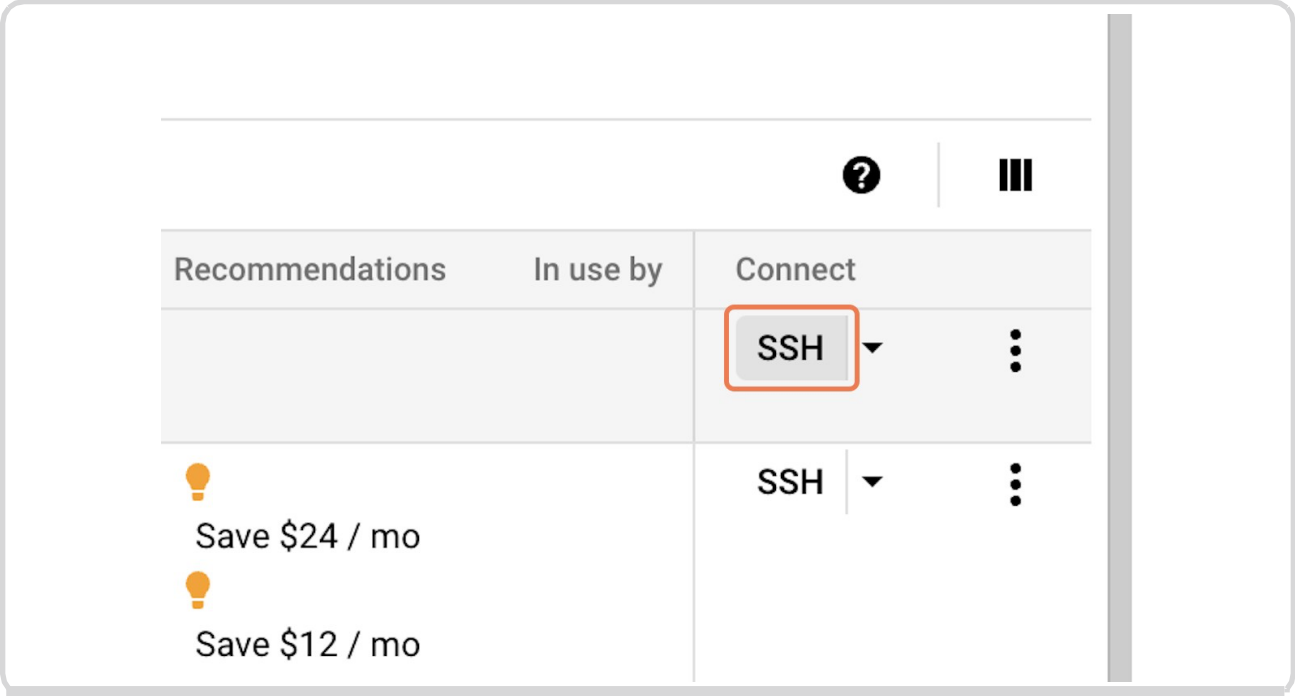 Recommendations In use by Connect
SSH
SSH
Save $24 / mo
Save $12 / mo